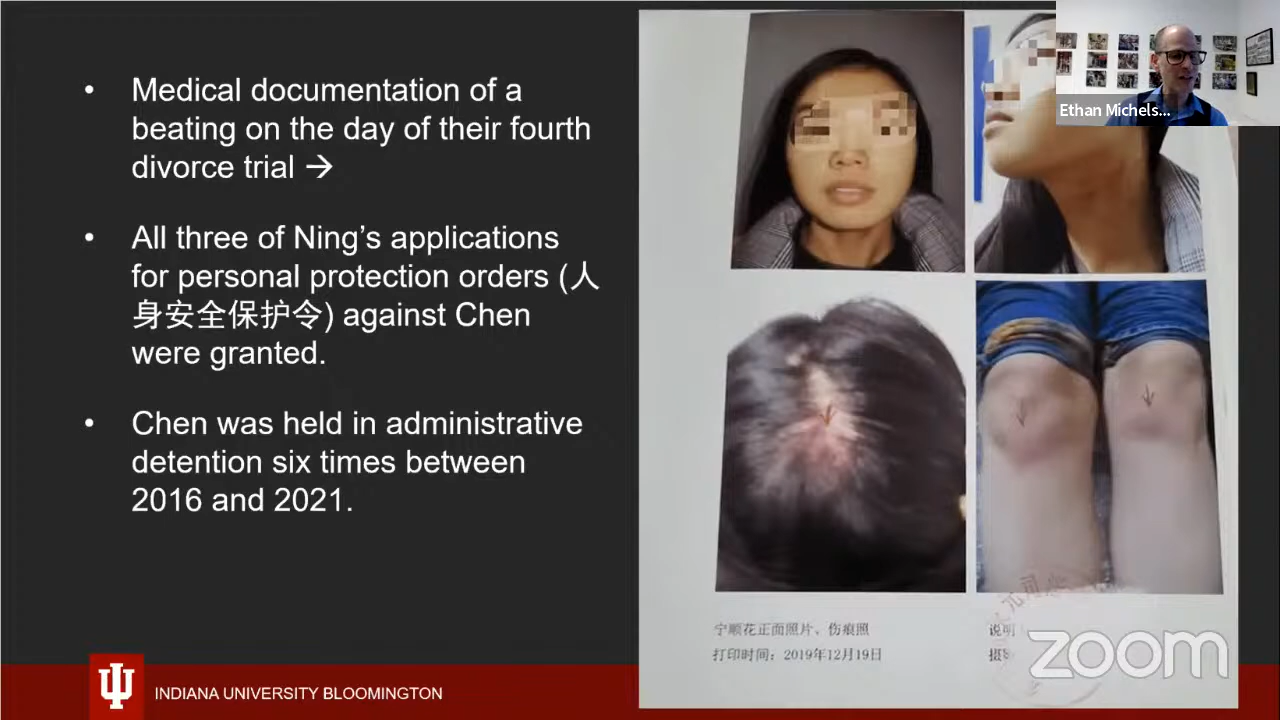 • Medical documentation of a
beating on the day of their fourth
divorce trial →
• All three of Ning’s applications
for personal protection orders (人
身安全保护令) against Chen
were granted.
• Chen was held in administrative
detention six times between
2016 and 2021.
INDIANA UNIVERSITY BLOOMINGTON
Ethan Michels...
宁顺花正面照片、伤痕照
打印时间：2019年12月19日
说明
zoom